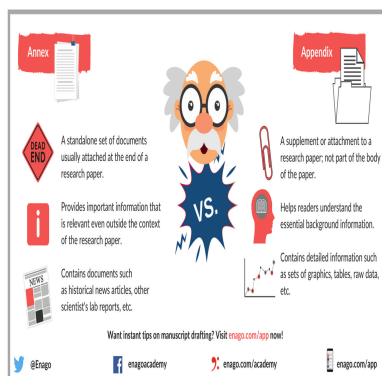 Annex
Appendix
DEAD
END
A standalone set of documents
usually attached at the end of a
research paper.
A supplement or attachment to a
research paper; not part of the body
of the paper.
VS.
i
Provides important information that
is relevant even outside the context
of the research paper.
Helps readers understand the
essential background information.
NEWS
Contains documents such
as historical news articles, other
scientist's lab reports, etc.
Contains detailed information such
as sets of graphics, tables, raw data,
etc.
Want instant tips on manuscript drafting? Visit enago.com/app now!
@Enago
enagoacademy
enago.com/academy
enago.com/app